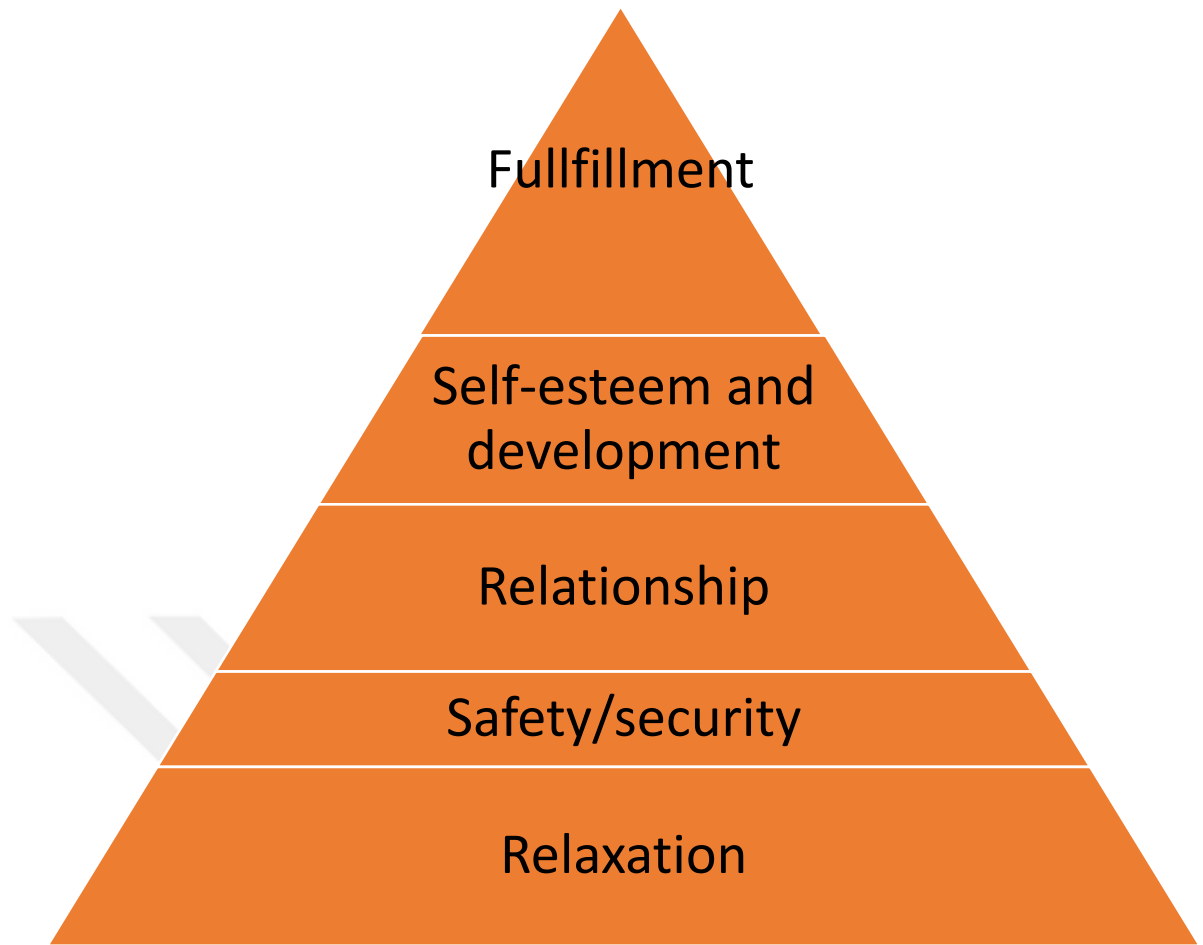 Fullfillment
Self-esteem and
development
Relationship
Safety/security
Relaxation